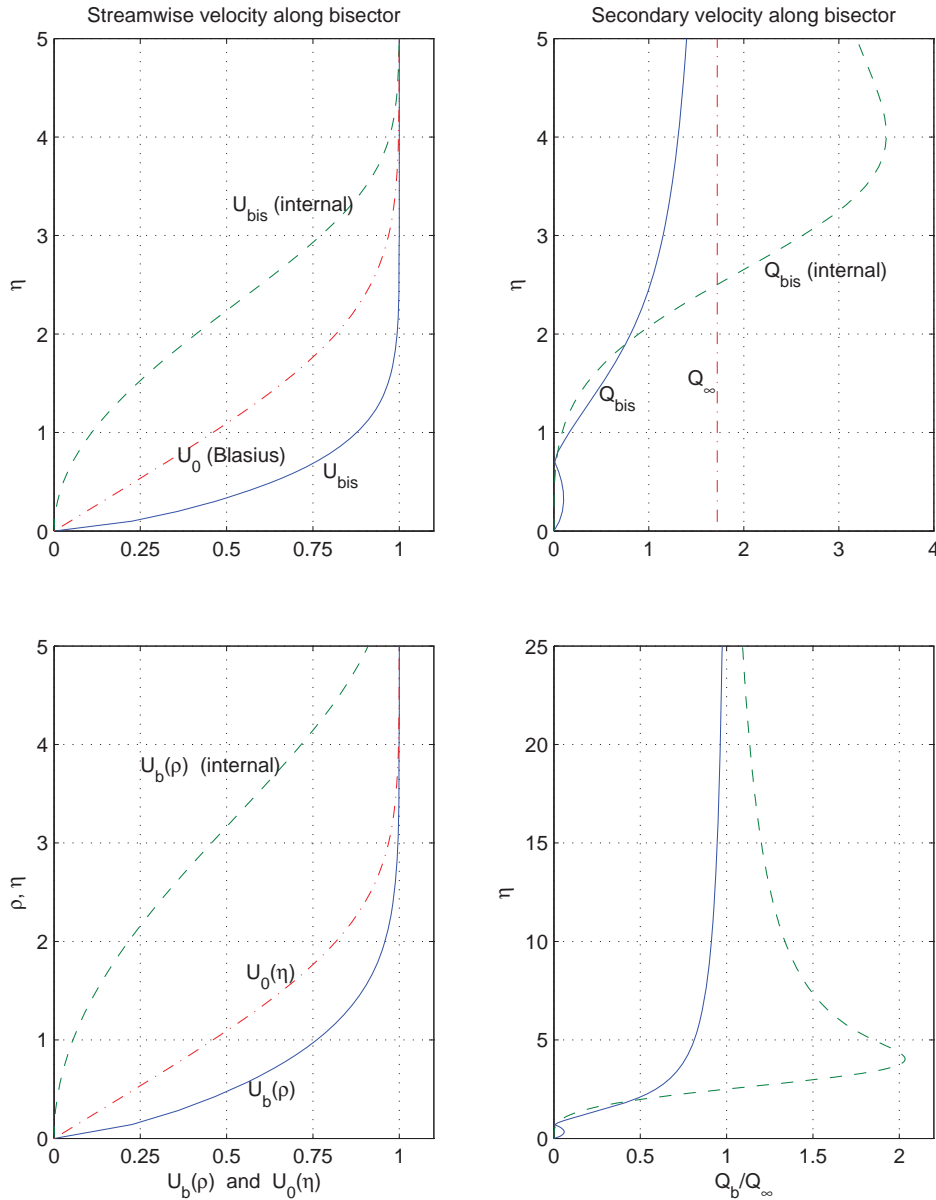 Streamwise velocity along bisector
5
4
3
2
1
0
η
0 0.25 0.5 0.75 1
U_bis (internal)
U_0 (Blasius)
U_bis
Secondary velocity along bisector
5
4
3
2
1
0
η
0 1 2 3 4
Q_bis (internal)
Q_∞
Q_bis
5
4
3
2
1
0
ρ, η
0 0.25 0.5 0.75 1
U_b(ρ) (internal)
U_0(η)
U_b(ρ)
U_b(ρ) and U_0(η)
25
20
15
10
5
0
η
0 0.5 1 1.5 2
Q_b/Q_∞